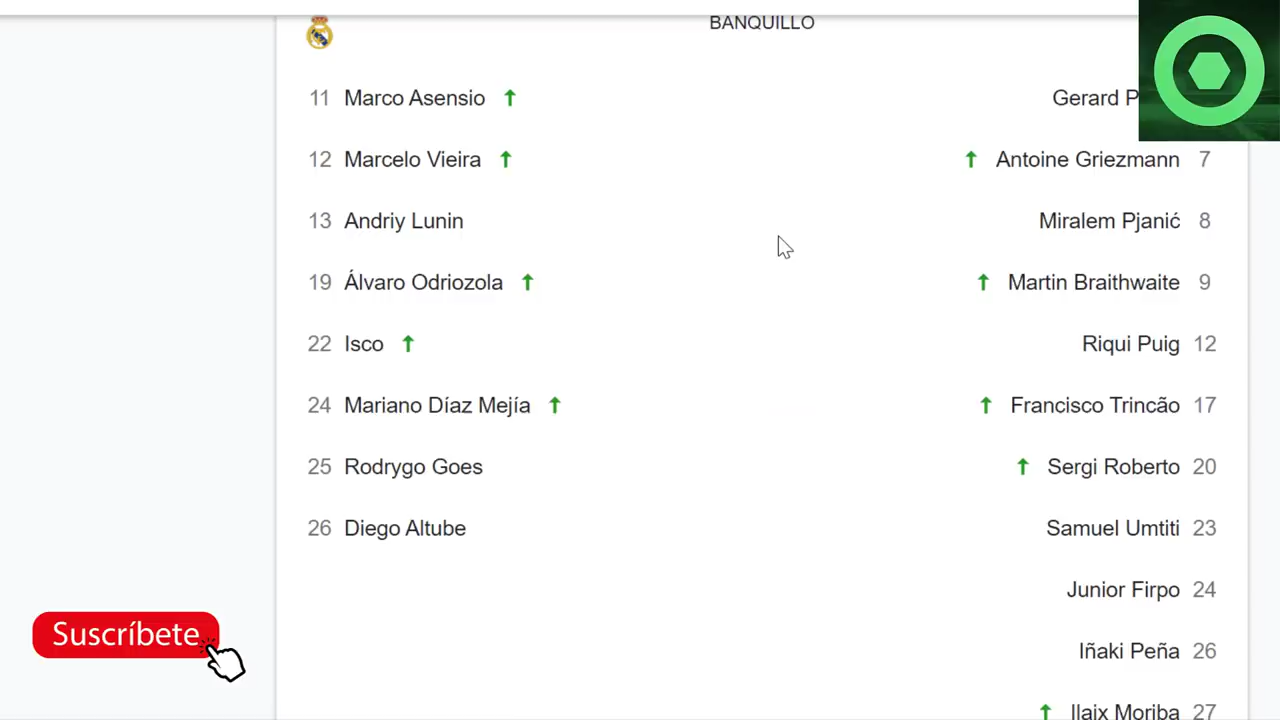 BANQUILLO
11 Marco Asensio ↑ Gerard P
12 Marcelo Vieira ↑ ↑ Antoine Griezmann 7
13 Andriy Lunin Miralem Pjanić 8
19 Álvaro Odriozola ↑ ↑ Martin Braithwaite 9
22 Isco ↑ Riqui Puig 12
24 Mariano Díaz Mejía ↑ ↑ Francisco Trincão 17
25 Rodrygo Goes ↑ Sergi Roberto 20
26 Diego Altube Samuel Umtiti 23
Junior Firpo 24
Iñaki Peña 26
↑ Ilaix Moriba 27
Suscríbete